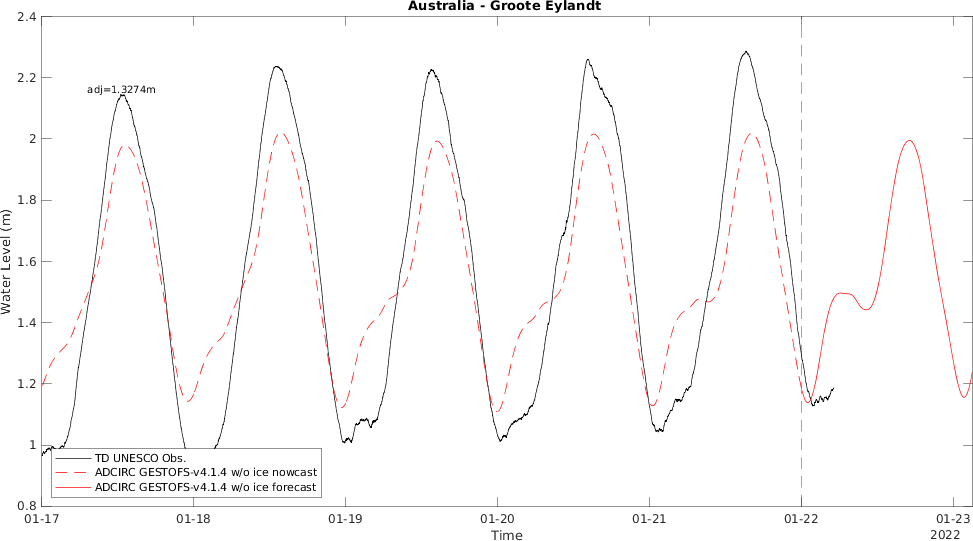 Australia - Groote Eylandt
2.4
2.2
adj=1.3274m
2
1.8
1.6
Water Level (m)
1.4
1.2
1
TD UNESCO Obs.
ADCIRC GESTOFS-v4.1.4 w/o ice nowcast
ADCIRC GESTOFS-v4.1.4 w/o ice forecast
0.8
01-17 01-18 01-19 01-20 01-21 01-22 01-23
Time 2022